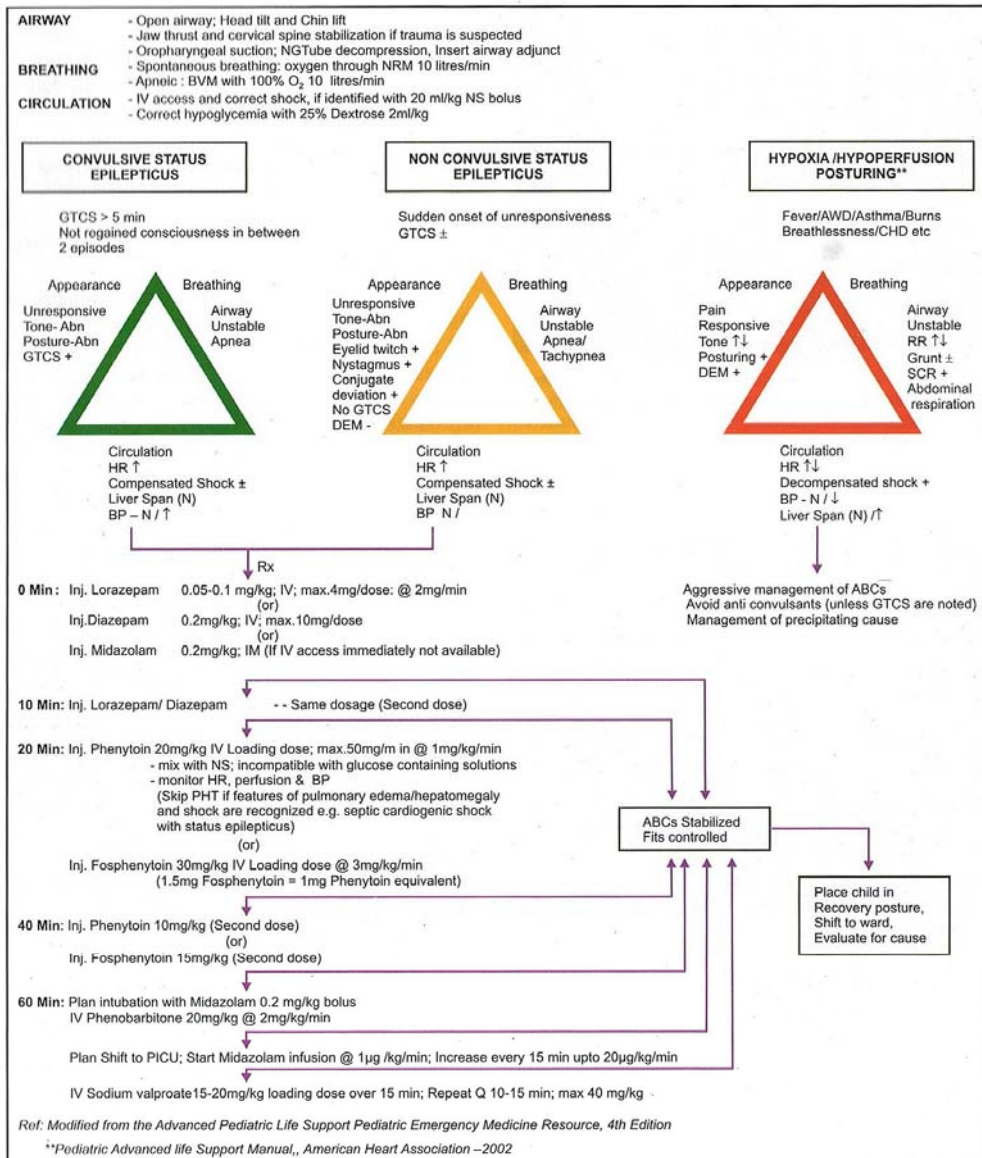 AIRWAY - Open airway; Head tilt and Chin lift
- Jaw thrust and cervical spine stabilization if trauma is suspected
- Oropharyngeal suction; NGTube decompression, Insert airway adjunct
BREATHING - Spontaneous breathing: oxygen through NRM 10 litres/min
- Apneic : BVM with 100% O2 10 litres/min
CIRCULATION - IV access and correct shock, if identified with 20 ml/kg NS bolus
- Correct hypoglycemia with 25% Dextrose 2ml/kg
CONVULSIVE STATUS
EPILEPTICUS
GTCS > 5 min
Not regained consciousness in between
2 episodes
Appearance
Breathing
Unresponsive
Tone- Abn
Posture-Abn
GTCS +
Airway
Unstable
Apnea
Circulation
HR ↑
Compensated Shock ±
Liver Span (N)
BP – N / ↑
NON CONVULSIVE STATUS
EPILEPTICUS
Sudden onset of unresponsiveness
GTCS ±
Appearance
Breathing
Unresponsive
Tone-Abn
Posture-Abn
Eyelid twitch +
Nystagmus +
Conjugate
deviation +
No GTCS
DEM -
Airway
Unstable
Apnea/
Tachypnea
Circulation
HR ↑
Compensated Shock ±
Liver Span (N)
BP N /
HYPOXIA /HYPOPERFUSION
POSTURING**
Fever/AWD/Asthma/Burns
Breathlessness/CHD etc
Appearance
Breathing
Pain
Responsive
Tone ↑↓
Posturing +
DEM +
Airway
Unstable
RR ↑↓
Grunt ±
SCR +
Abdominal
respiration
Circulation
HR ↑↓
Decompensated shock +
BP - N / ↓
Liver Span (N) /↑
Aggressive management of ABCs
Avoid anti convulsants (unless GTCS are noted)
Management of precipitating cause
Rx
0 Min : Inj. Lorazepam 0.05-0.1 mg/kg; IV; max.4mg/dose: @ 2mg/min
(or)
Inj.Diazepam 0.2mg/kg; IV; max.10mg/dose
(or)
Inj. Midazolam 0.2mg/kg; IM (If IV access immediately not available)
10 Min: Inj. Lorazepam/ Diazepam - - Same dosage (Second dose)
20 Min: Inj. Phenytoin 20mg/kg IV Loading dose; max.50mg/m in @ 1mg/kg/min
- mix with NS; incompatible with glucose containing solutions
- monitor HR, perfusion & BP
(Skip PHT if features of pulmonary edema/hepatomegaly
and shock are recognized e.g. septic cardiogenic shock
with status epilepticus)
(or)
Inj. Fosphenytoin 30mg/kg IV Loading dose @ 3mg/kg/min
(1.5mg Fosphenytoin = 1mg Phenytoin equivalent)
40 Min: Inj. Phenytoin 10mg/kg (Second dose)
(or)
Inj. Fosphenytoin 15mg/kg (Second dose)
60 Min: Plan intubation with Midazolam 0.2 mg/kg bolus
IV Phenobarbitone 20mg/kg @ 2mg/kg/min
Plan Shift to PICU; Start Midazolam infusion @ 1µg /kg/min; Increase every 15 min upto 20µg/kg/min
IV Sodium valproate15-20mg/kg loading dose over 15 min; Repeat Q 10-15 min; max 40 mg/kg
ABCs Stabilized
Fits controlled
Place child in
Recovery posture,
Shift to ward,
Evaluate for cause
Ref: Modified from the Advanced Pediatric Life Support Pediatric Emergency Medicine Resource, 4th Edition
**Pediatric Advanced life Support Manual,, American Heart Association –2002